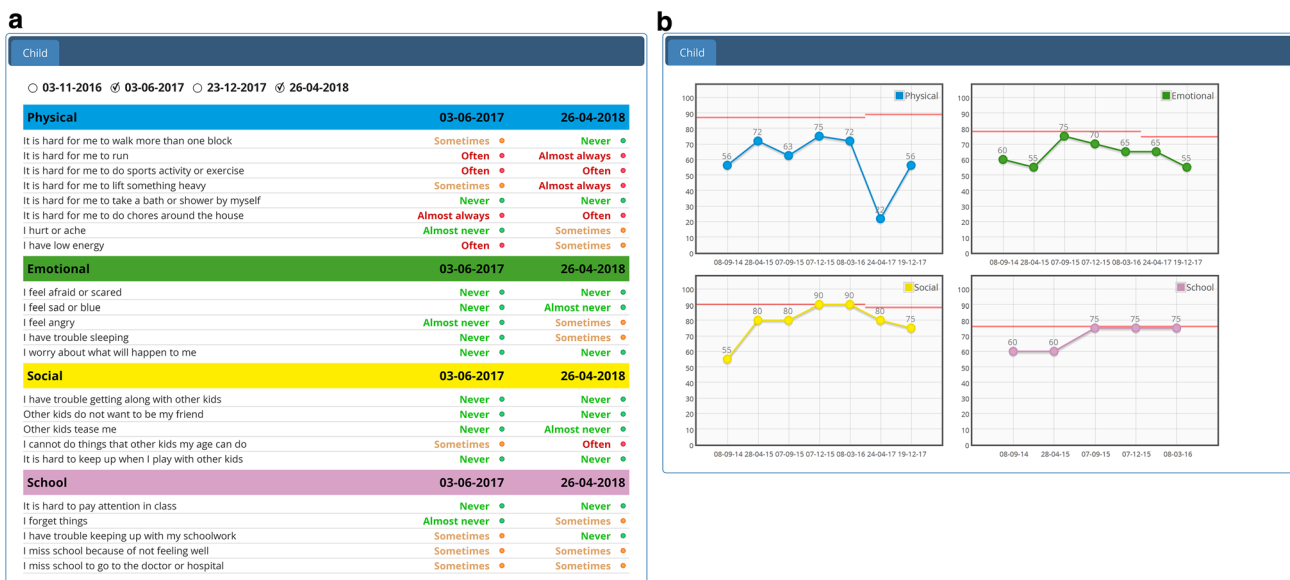 a
Child
03-11-2016 03-06-2017 23-12-2017 26-04-2018
Physical 03-06-2017 26-04-2018
It is hard for me to walk more than one block Sometimes Never
It is hard for me to run Often Almost always
It is hard for me to do sports activity or exercise Often Often
It is hard for me to lift something heavy Sometimes Almost always
It is hard for me to take a bath or shower by myself Never Never
It is hard for me to do chores around the house Almost always Often
I hurt or ache Almost never Sometimes
I have low energy Often Sometimes
Emotional 03-06-2017 26-04-2018
I feel afraid or scared Never Never
I feel sad or blue Never Almost never
I feel angry Almost never Sometimes
I have trouble sleeping Never Sometimes
I worry about what will happen to me Never Never
Social 03-06-2017 26-04-2018
I have trouble getting along with other kids Never Never
Other kids do not want to be my friend Never Never
Other kids tease me Never Almost never
I cannot do things that other kids my age can do Sometimes Often
It is hard to keep up when I play with other kids Never Never
School 03-06-2017 26-04-2018
It is hard to pay attention in class Never Never
I forget things Almost never Sometimes
I have trouble keeping up with my schoolwork Sometimes Never
I miss school because of not feeling well Sometimes Sometimes
I miss school to go to the doctor or hospital Sometimes Sometimes
b
Child
Physical
100
90
80
70
60
50
40
30
20
10
0
56 72 63 75 72 22 56
08-09-14 28-04-15 07-09-15 07-12-15 08-03-16 24-04-17 19-12-17
Emotional
100
90
80
70
60
50
40
30
20
10
0
60 55 75 70 65 65 55
08-09-14 28-04-15 07-09-15 07-12-15 08-03-16 24-04-17 19-12-17
Social
100
90
80
70
60
50
40
30
20
10
0
55 80 80 90 90 80 75
08-09-14 28-04-15 07-09-15 07-12-15 08-03-16 24-04-17 19-12-17
School
100
90
80
70
60
50
40
30
20
10
0
60 60 75 75 75
08-09-14 28-04-15 07-09-15 07-12-15 08-03-16